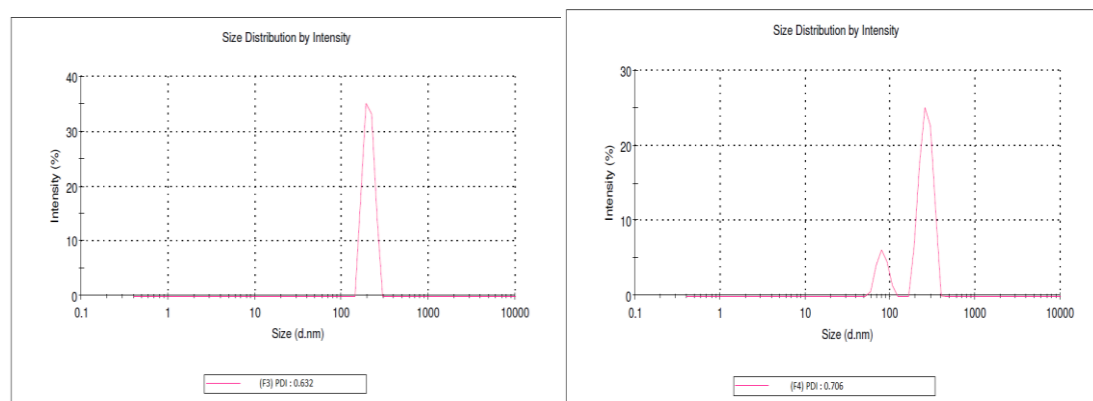 Size Distribution by Intensity
40
30
20
10
0
Intensity (%)
0.1 1 10 100 1000 10000
Size (d.nm)
(F3) PDI : 0.632
Size Distribution by Intensity
30
20
10
0
Intensity (%)
0.1 1 10 100 1000 10000
Size (d.nm)
(F4) PDI : 0.706